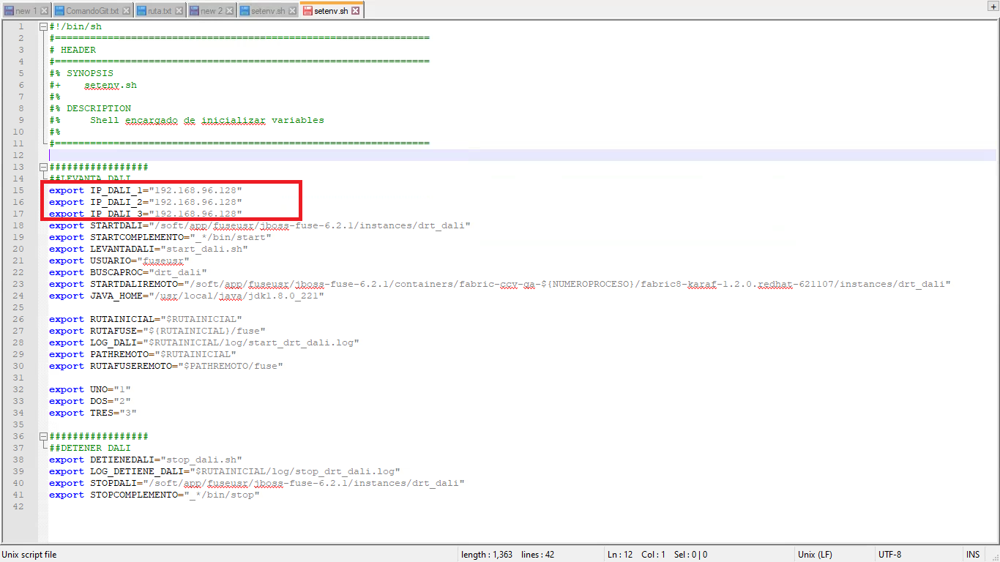 new 1
ComandoGit.txt
ruta.txt
new 2
setenv.sh
setenv.sh
+
1 #!/bin/sh
2 #================================================================
3 # HEADER
4 #================================================================
5 #% SYNOPSIS
6 #+    setenv.sh
7 #%
8 #% DESCRIPTION
9 #%     Shell encargado de inicializar variables
10 #%
11 #================================================================
12
13 #################
14 ##LEVANTA DALI
15 export IP_DALI_1="192.168.96.128"
16 export IP_DALI_2="192.168.96.128"
17 export IP_DALI_3="192.168.96.128"
18 export STARTDALI="/soft/app/fuseusr/jboss-fuse-6.2.1/instances/drt_dali"
19 export STARTCOMPLEMENTO="_*/bin/start"
20 export LEVANTADALI="start_dali.sh"
21 export USUARIO="fuseusr"
22 export BUSCAPROC="drt_dali"
23 export STARTDALIREMOTO="/soft/app/fuseusr/jboss-fuse-6.2.1/containers/fabric-ccv-qa-${NUMEROPROCESO}/fabric8-karaf-1.2.0.redhat-621107/instances/drt_dali"
24 export JAVA_HOME="/usr/local/java/jdk1.8.0_221"
25
26 export RUTAINICIAL="$RUTAINICIAL"
27 export RUTAFUSE="${RUTAINICIAL}/fuse"
28 export LOG_DALI="$RUTAINICIAL/log/start_drt_dali.log"
29 export PATHREMOTO="$RUTAINICIAL"
30 export RUTAFUSEREMOTO="$PATHREMOTO/fuse"
31
32 export UNO="1"
33 export DOS="2"
34 export TRES="3"
35
36 #################
37 ##DETENER DALI
38 export DETIENEDALI="stop_dali.sh"
39 export LOG_DETIENE_DALI="$RUTAINICIAL/log/stop_drt_dali.log"
40 export STOPDALI="/soft/app/fuseusr/jboss-fuse-6.2.1/instances/drt_dali"
41 export STOPCOMPLEMENTO="_*/bin/stop"
42
Unix script file length : 1,363 lines : 42 Ln : 12 Col : 1 Sel : 0 | 0 Unix (LF) UTF-8 INS